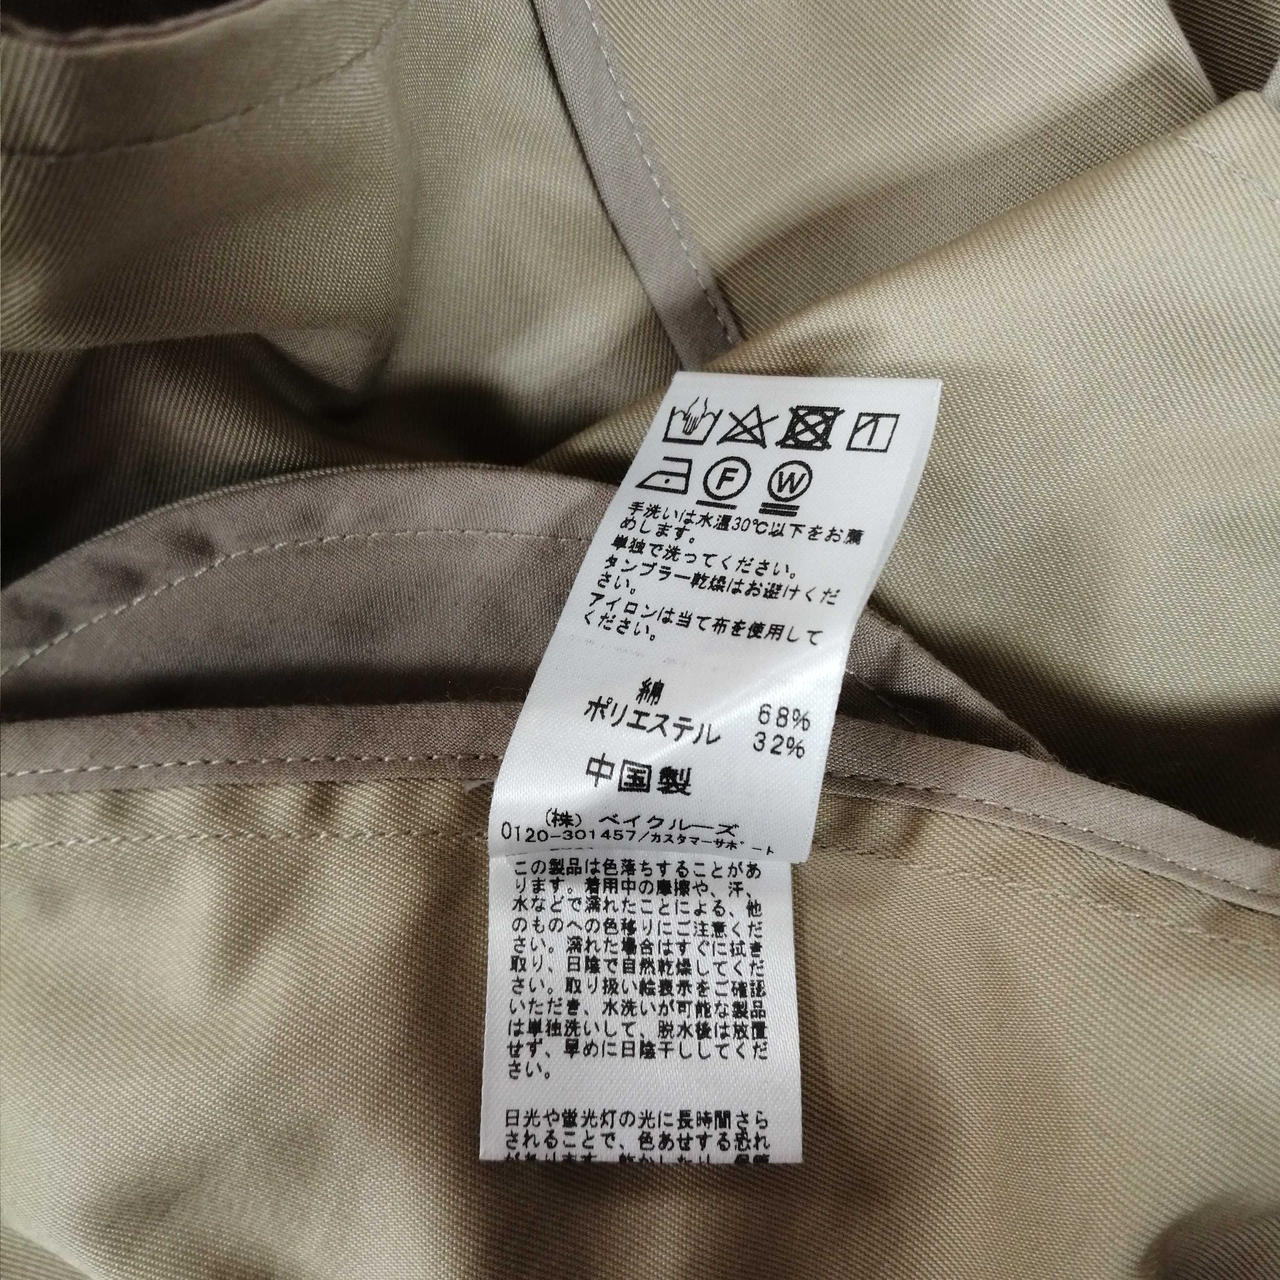 F W
手洗いは水温30℃以下をお薦
めします。
単独で洗ってください。
タンブラー乾燥はお避けくだ
さい。
アイロンは当て布を使用して
ください。
綿 68%
ポリエステル 32%
中国製
(株) ベイクルーズ
0120-301457/カスタマーサポート
この製品は色落ちすることがあ
ります。着用中の摩擦や、汗、
水などで濡れたことによる、他
のものへの色移りにご注意くだ
さい。濡れた場合はすぐに拭き
取り、日陰で自然乾燥してくだ
さい。取り扱い絵表示をご確認
いただき、水洗いが可能な製品
は単独洗いして、脱水後は放置
せず、早めに日陰干ししてくだ
さい。
日光や蛍光灯の光に長時間さら
されることで、色あせする恐れ
があります。